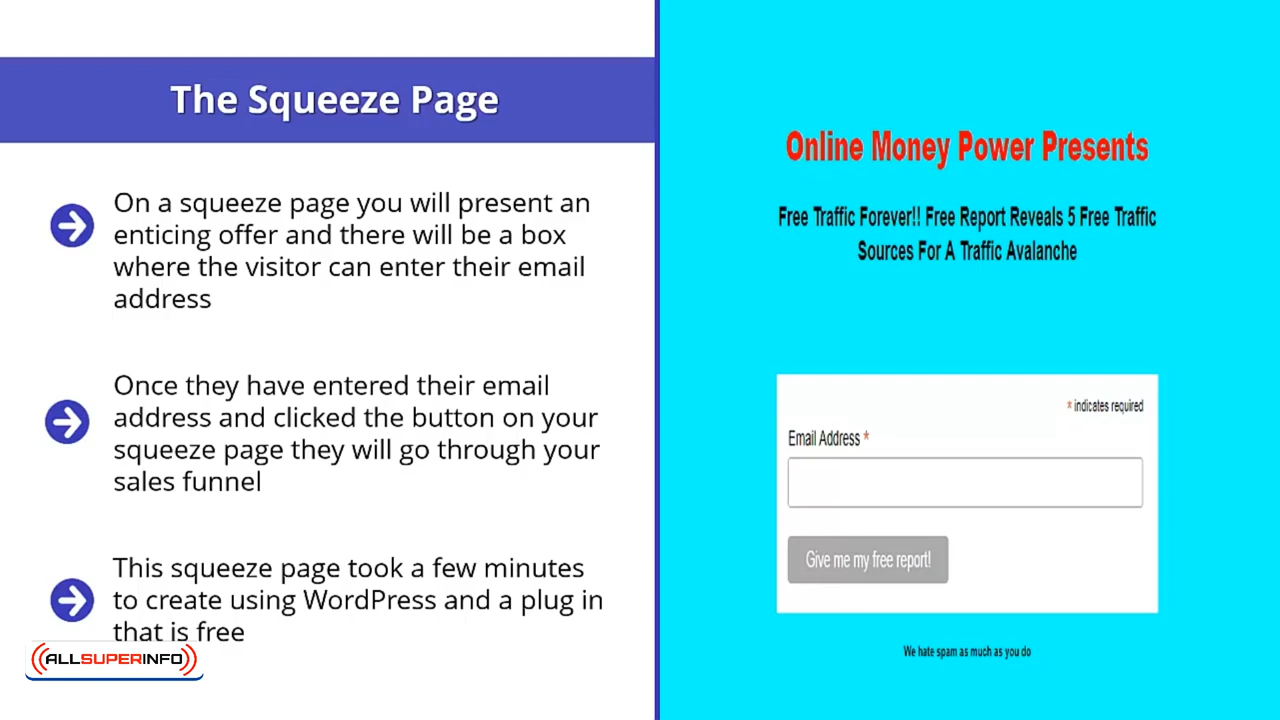 The Squeeze Page
On a squeeze page you will present an
enticing offer and there will be a box
where the visitor can enter their email
address
Once they have entered their email
address and clicked the button on your
squeeze page they will go through your
sales funnel
This squeeze page took a few minutes
to create using WordPress and a plug in
that is free
ALLSUPERINFO
Online Money Power Presents
Free Traffic Forever!! Free Report Reveals 5 Free Traffic
Sources For A Traffic Avalanche
* indicates required
Email Address *
Give me my free report!
We hate spam as much as you do